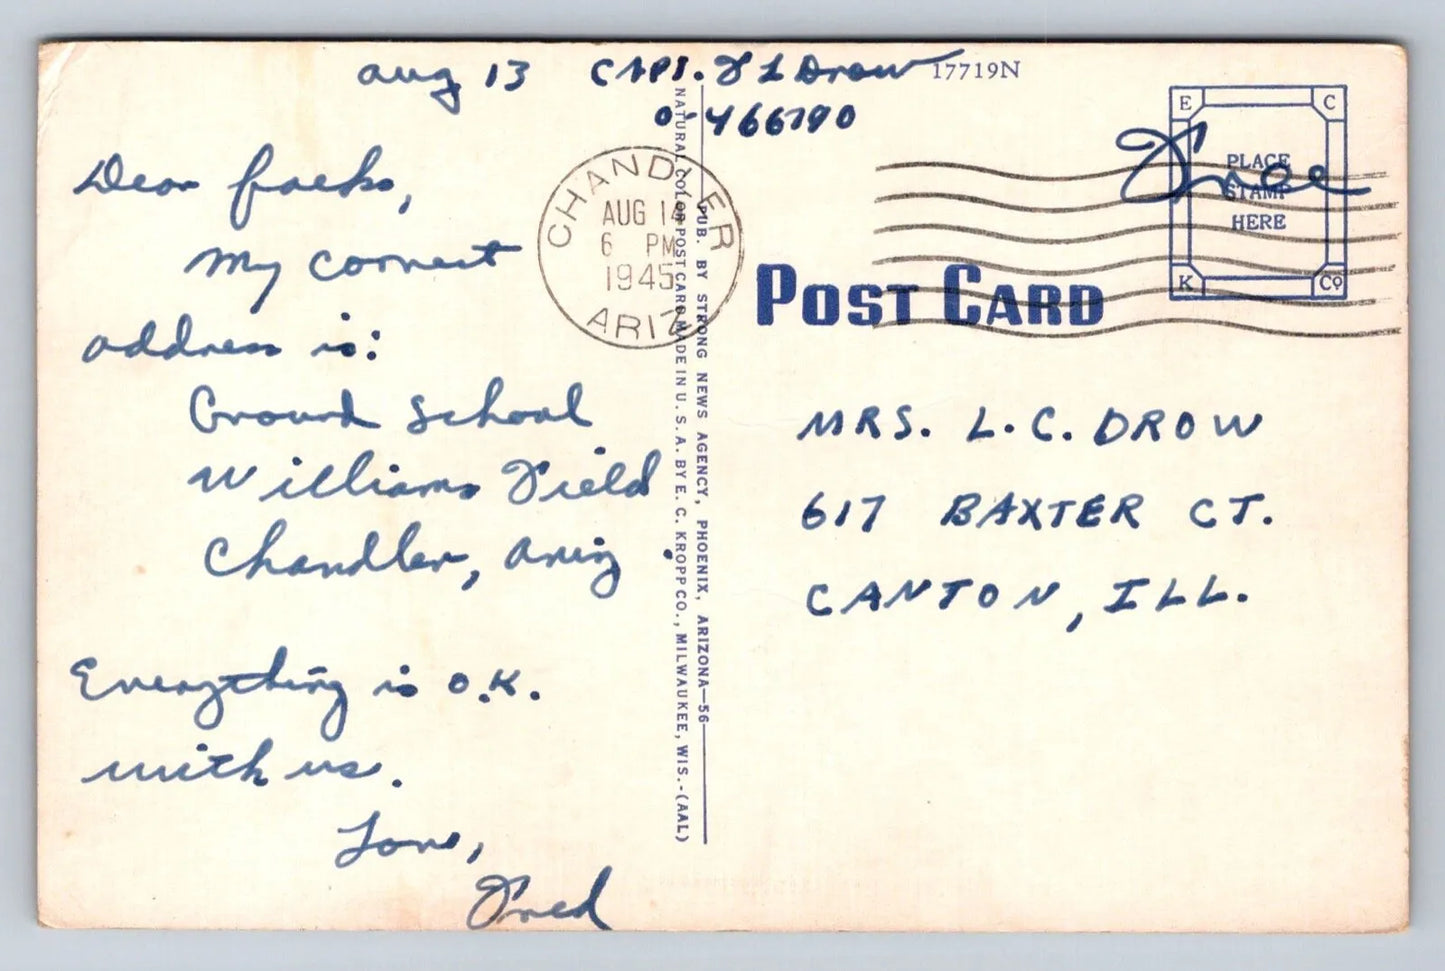 Aug 13
CAPT. F L Drow
O-466790
17719N
Dear folks,
My correct
address is:
Ground School
Williams Field
Chandler, Ariz.
Everything is O.K.
with us.
Love,
Fred
CHANDLER
AUG 14
6 PM
1945
ARIZ
NATURAL COLOR POST CARD MADE IN U. S. A. BY E. C. KROPP CO., MILWAUKEE, WIS.-(AAL)
PUB. BY STRONG NEWS AGENCY, PHOENIX, ARIZONA—56
Free
E C
PLACE
STAMP
HERE
K Co
POST CARD
MRS. L.C. DROW
617 BAXTER CT.
CANTON, ILL.